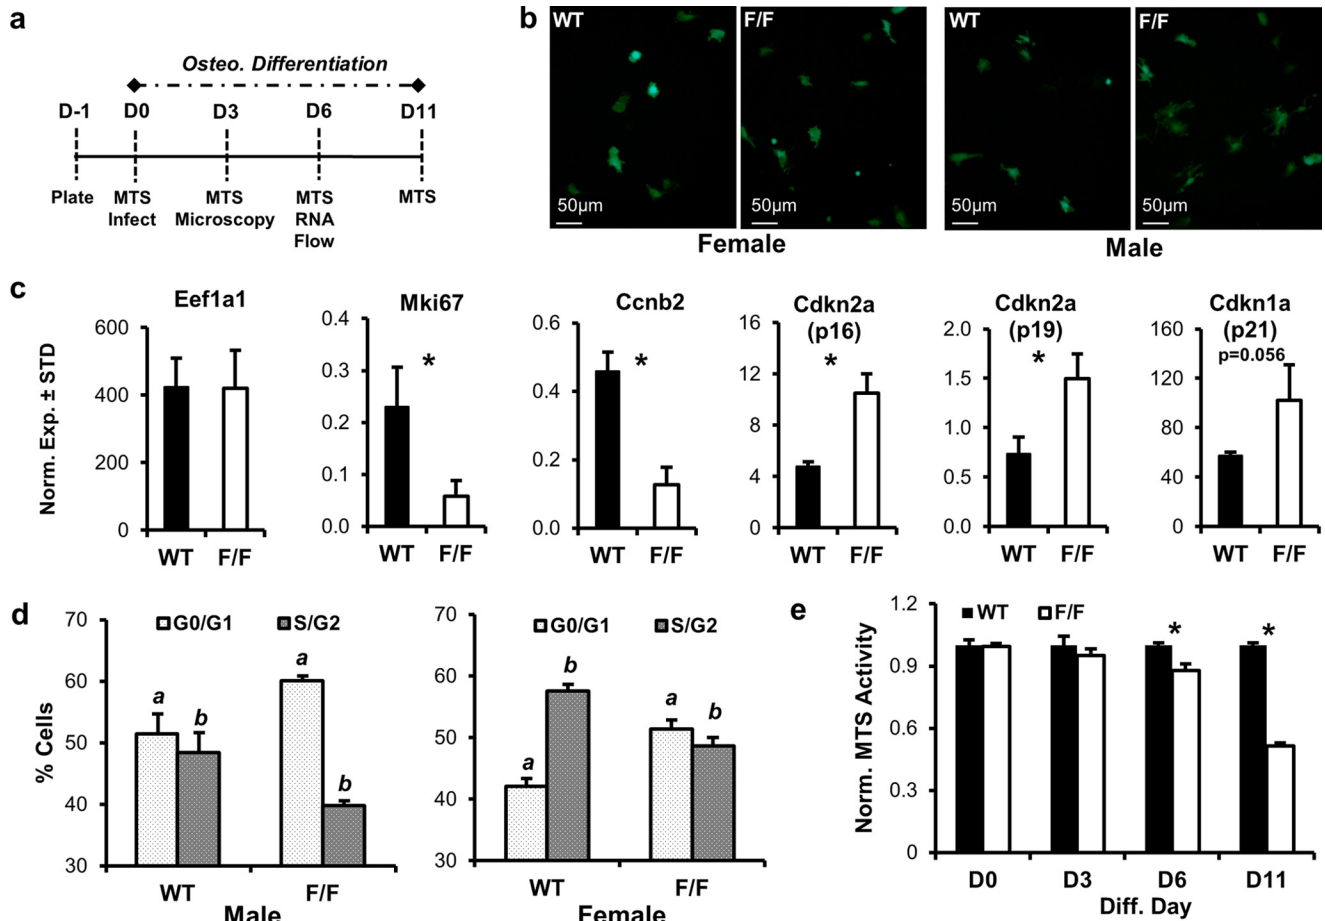 a
Osteo. Differentiation
D-1 D0 D3 D6 D11
Plate MTS MTS MTS MTS
Infect Microscopy RNA
Flow
b
WT F/F WT F/F
50µm 50µm 50µm 50µm
Female Male
c
Eef1a1
Norm. Exp. ± STD
600
400
200
0
WT F/F
Mki67
0.4
0.3
0.2
0.1
0.0
*
WT F/F
Ccnb2
0.6
0.4
0.2
0.0
*
WT F/F
Cdkn2a
(p16)
16
12
8
4
0
*
WT F/F
Cdkn2a
(p19)
2.0
1.5
1.0
0.5
0.0
*
WT F/F
Cdkn1a
(p21)
p=0.056
160
120
80
40
0
WT F/F
d
% Cells
70
60
50
40
30
G0/G1 S/G2
a b a b
WT F/F
Male
70
60
50
40
30
G0/G1 S/G2
a b a b
WT F/F
Female
e
Norm. MTS Activity
1.2
0.9
0.6
0.3
0
WT F/F
* *
D0 D3 D6 D11
Diff. Day